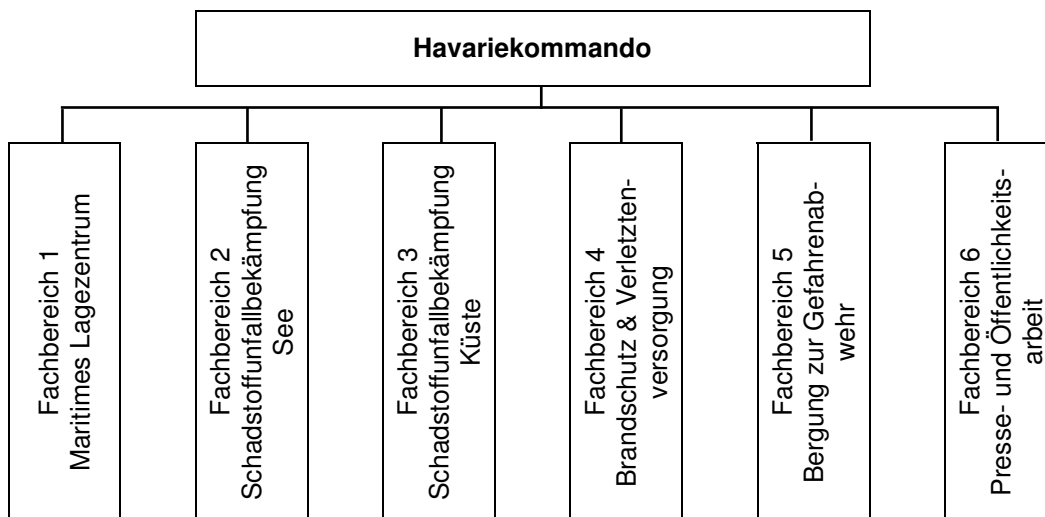 Havariekommando
Fachbereich 1
Maritimes Lagezentrum
Fachbereich 2
Schadstoffunfallbekämpfung
See
Fachbereich 3
Schadstoffunfallbekämpfung
Küste
Fachbereich 4
Brandschutz & Verletzten-
versorgung
Fachbereich 5
Bergung zur Gefahrenab-
wehr
Fachbereich 6
Presse- und Öffentlichkeits-
arbeit